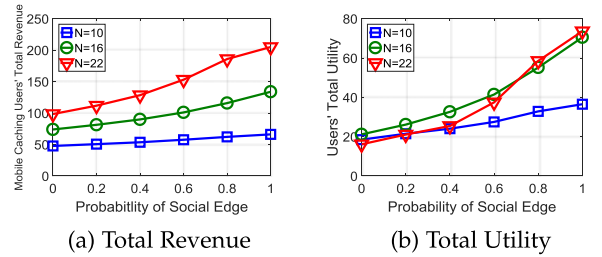 250
200
150
100
50
0
Mobile Caching Users' Total Revenue
N=10
N=16
N=22
0 0.2 0.4 0.6 0.8 1
Probabitlity of Social Edge
(a) Total Revenue
80
60
40
20
0
Users' Total Utility
N=10
N=16
N=22
0 0.2 0.4 0.6 0.8 1
Probability of Social Edge
(b) Total Utility